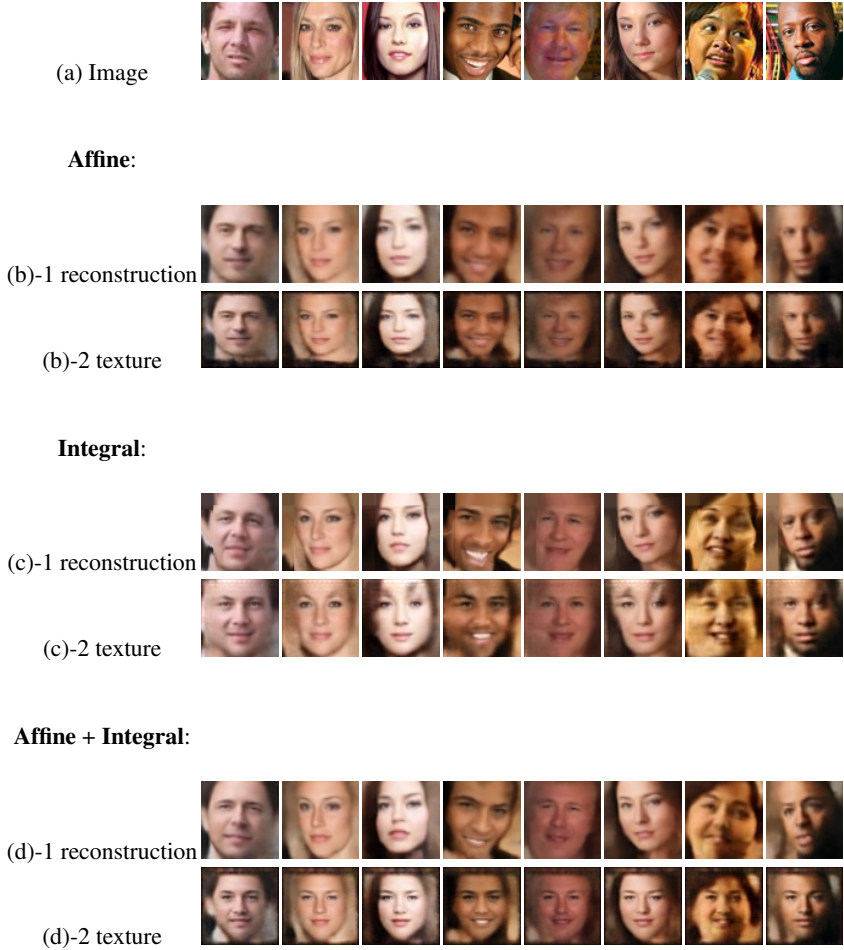 (a) Image
Affine:
(b)-1 reconstruction
(b)-2 texture
Integral:
(c)-1 reconstruction
(c)-2 texture
Affine + Integral:
(d)-1 reconstruction
(d)-2 texture